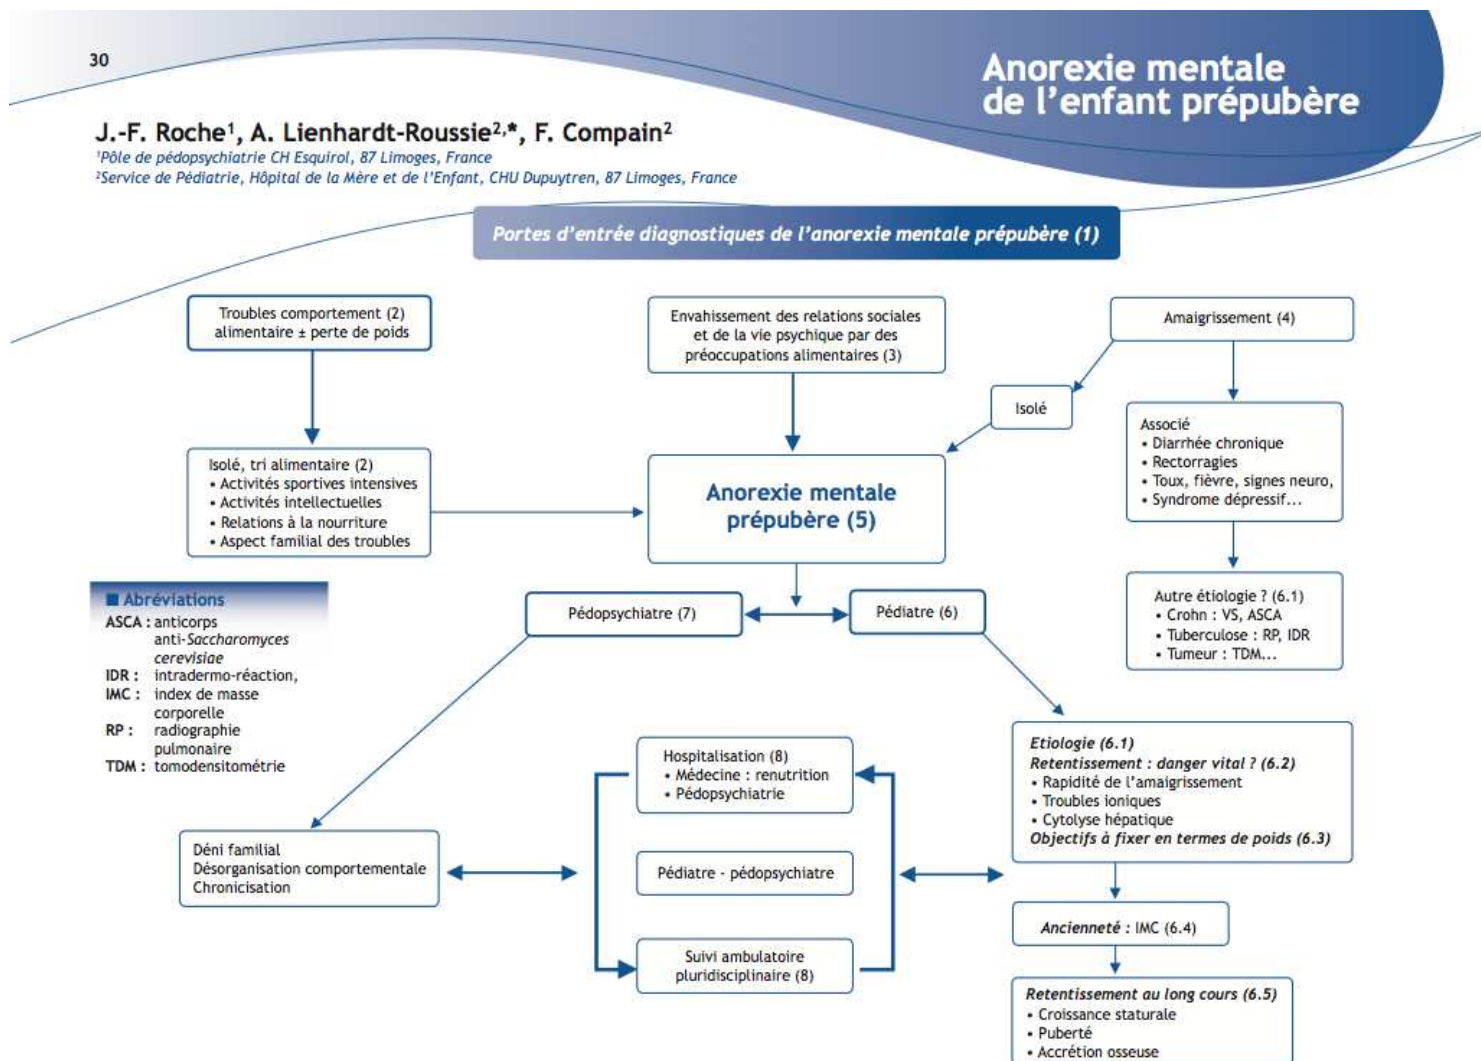 30
Anorexie mentale
de l'enfant prépubère
J.-F. Roche¹, A. Lienhardt-Roussie²,*, F. Compain²
¹Pôle de pédopsychiatrie CH Esquirol, 87 Limoges, France
²Service de Pédiatrie, Hôpital de la Mère et de l'Enfant, CHU Dupuytren, 87 Limoges, France
Portes d'entrée diagnostiques de l'anorexie mentale prépubère (1)
Troubles comportement (2)
alimentaire ± perte de poids
Envahissement des relations sociales
et de la vie psychique par des
préoccupations alimentaires (3)
Amaigrissement (4)
Isolé
Associé
• Diarrhée chronique
• Rectorragies
• Toux, fièvre, signes neuro,
• Syndrome dépressif...
Isolé, tri alimentaire (2)
• Activités sportives intensives
• Activités intellectuelles
• Relations à la nourriture
• Aspect familial des troubles
Anorexie mentale
prépubère (5)
Autre étiologie ? (6.1)
• Crohn : VS, ASCA
• Tuberculose : RP, IDR
• Tumeur : TDM...
■ Abréviations
ASCA : anticorps
anti-Saccharomyces
cerevisiae
IDR : intradermo-réaction,
IMC : index de masse
corporelle
RP : radiographie
pulmonaire
TDM : tomodensitométrie
Pédopsychiatre (7)
Pédiatre (6)
Etiologie (6.1)
Retentissement : danger vital ? (6.2)
• Rapidité de l'amaigrissement
• Troubles ioniques
• Cytolyse hépatique
Objectifs à fixer en termes de poids (6.3)
Hospitalisation (8)
• Médecine : renutrition
• Pédopsychiatrie
Déni familial
Désorganisation comportementale
Chronicisation
Pédiatre - pédopsychiatre
Suivi ambulatoire
pluridisciplinaire (8)
Ancienneté : IMC (6.4)
Retentissement au long cours (6.5)
• Croissance staturale
• Puberté
• Accrétion osseuse